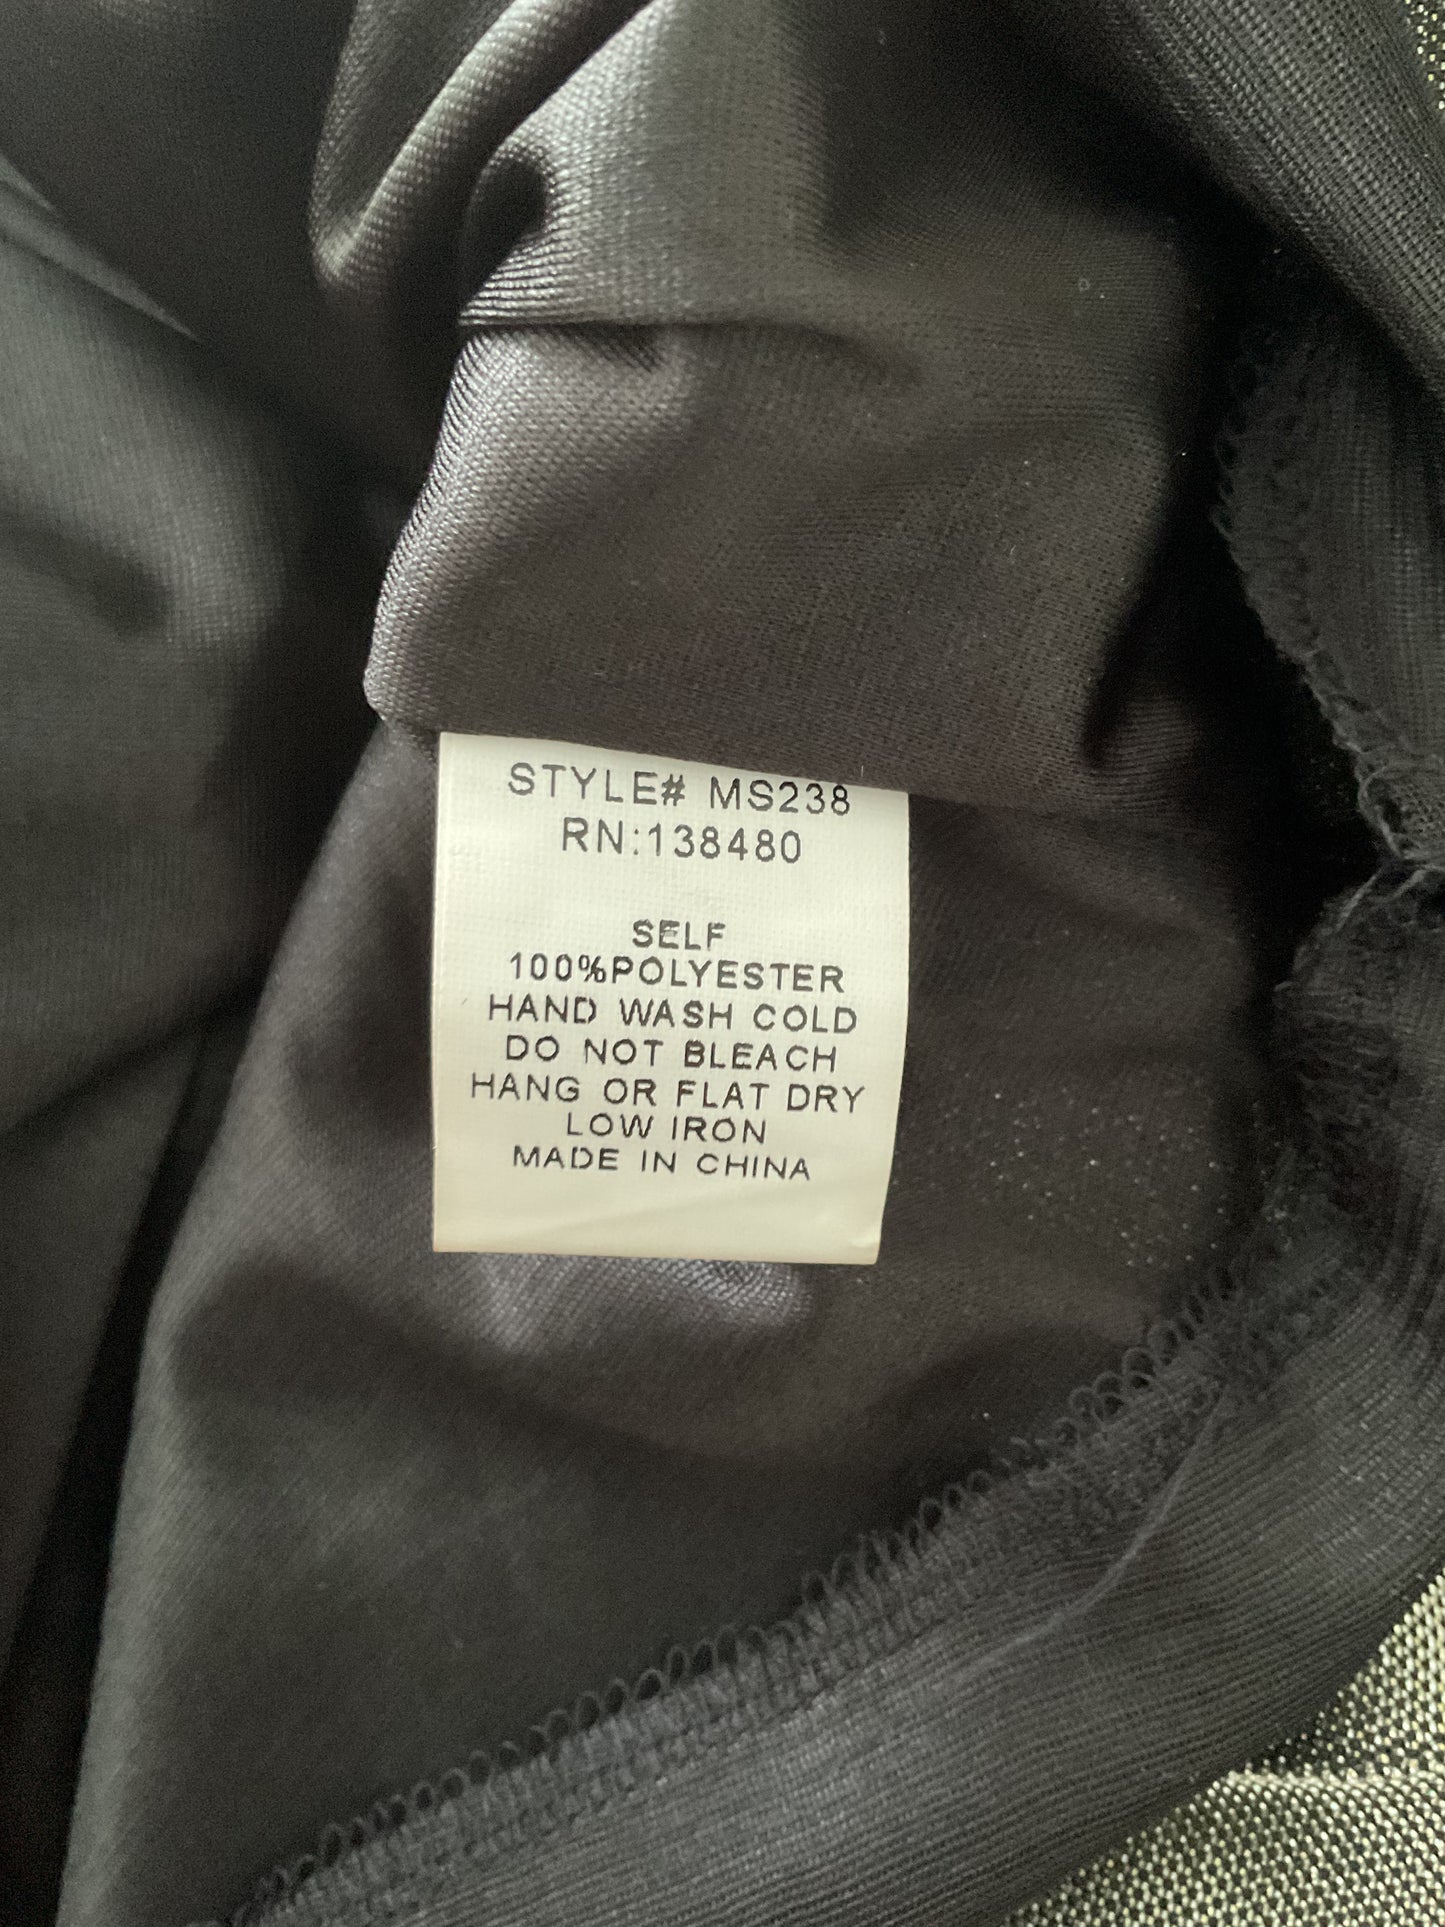 STYLE# MS238
RN:138480
SELF
100%POLYESTER
HAND WASH COLD
DO NOT BLEACH
HANG OR FLAT DRY
LOW IRON
MADE IN CHINA